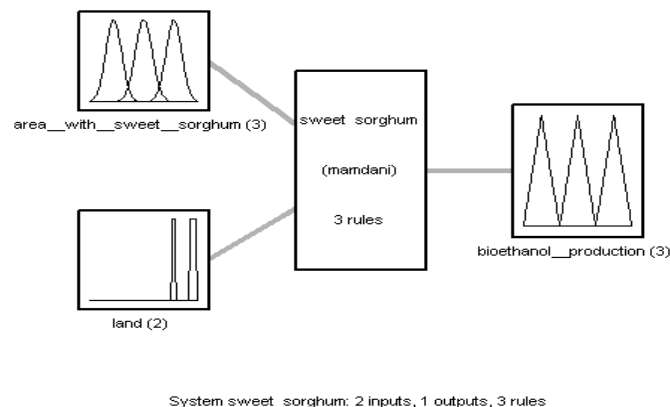 area__with__sweet__sorghum (3)
sweet sorghum
(mamdani)
3 rules
bioethanol__production (3)
land (2)
System sweet sorghum: 2 inputs, 1 outputs, 3 rules